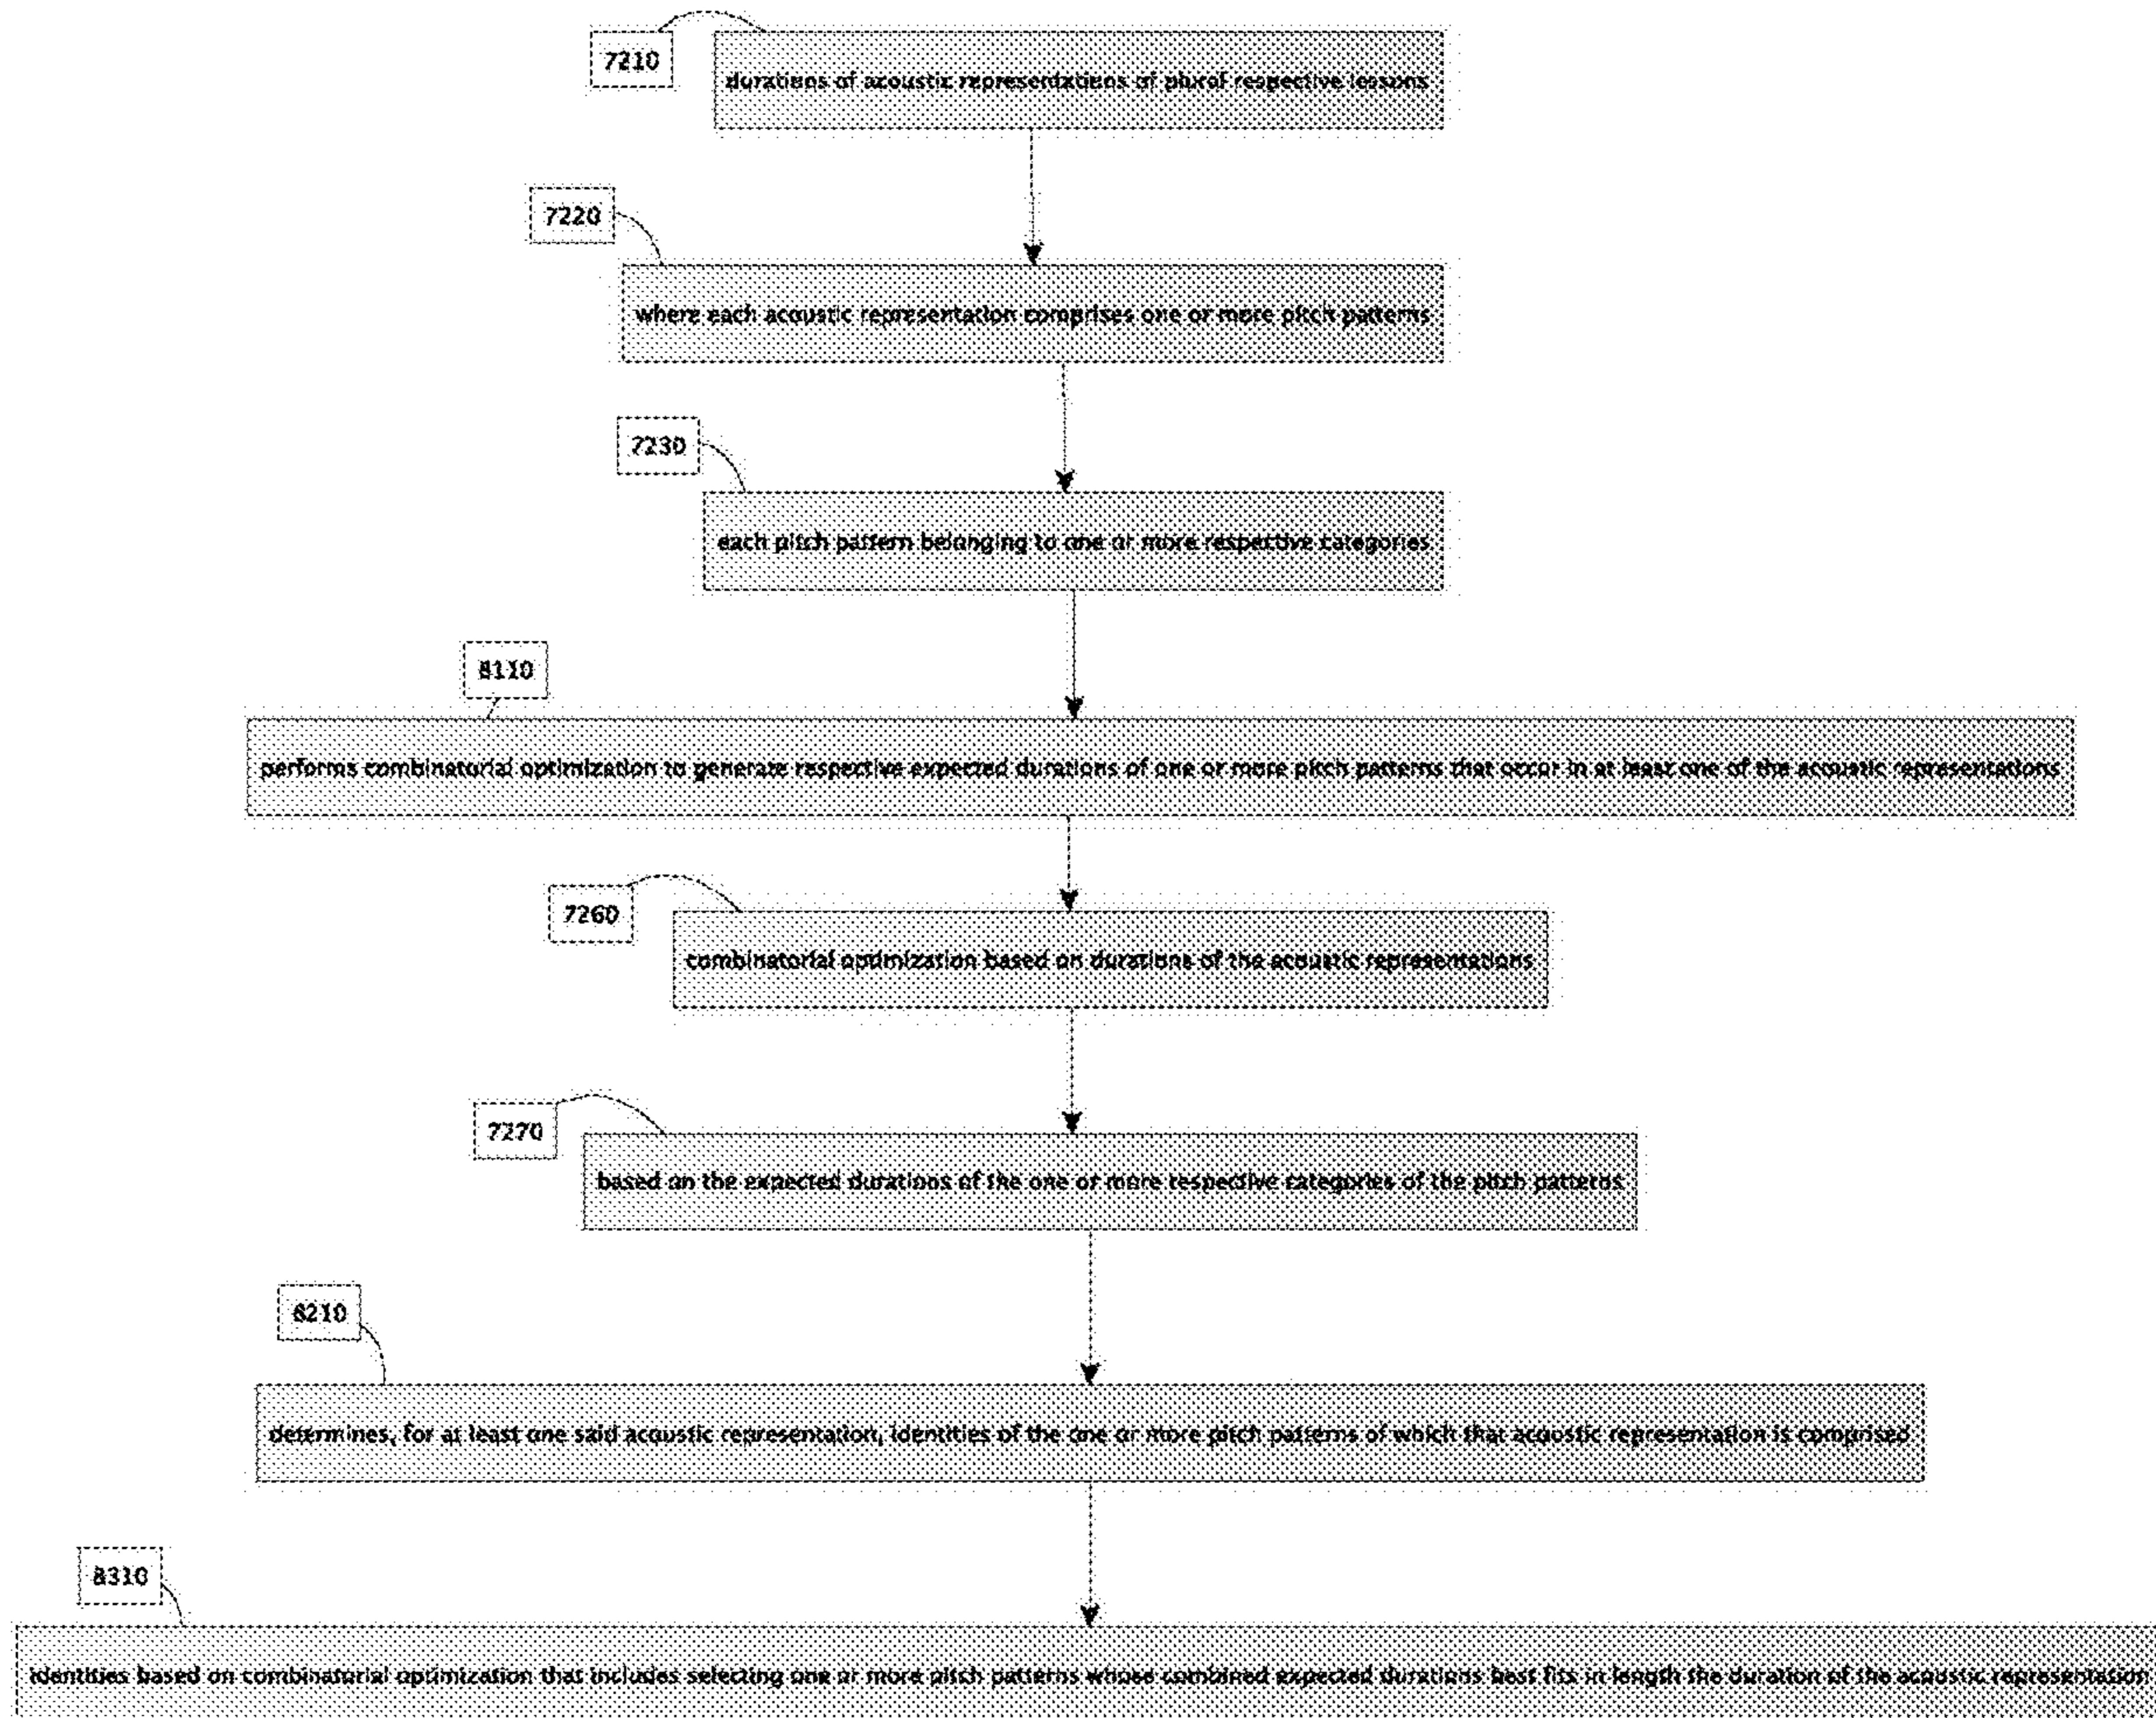 7210
durations of acoustic representations of plural respective lessons
7220
where each acoustic representation comprises one or more pitch patterns
7230
each pitch pattern belonging to one or more respective categories
8110
performs combinatorial optimization to generate respective expected durations of one or more pitch patterns that occur in at least one of the acoustic representations
7260
combinatorial optimization based on durations of the acoustic representations
7270
based on the expected durations of the one or more respective categories of the pitch patterns
8210
determines, for at least one said acoustic representation, identities of the one or more pitch patterns of which that acoustic representation is comprised
8310
identities based on combinatorial optimization that includes selecting one or more pitch patterns whose combined expected durations best fits in length the duration of the acoustic representation